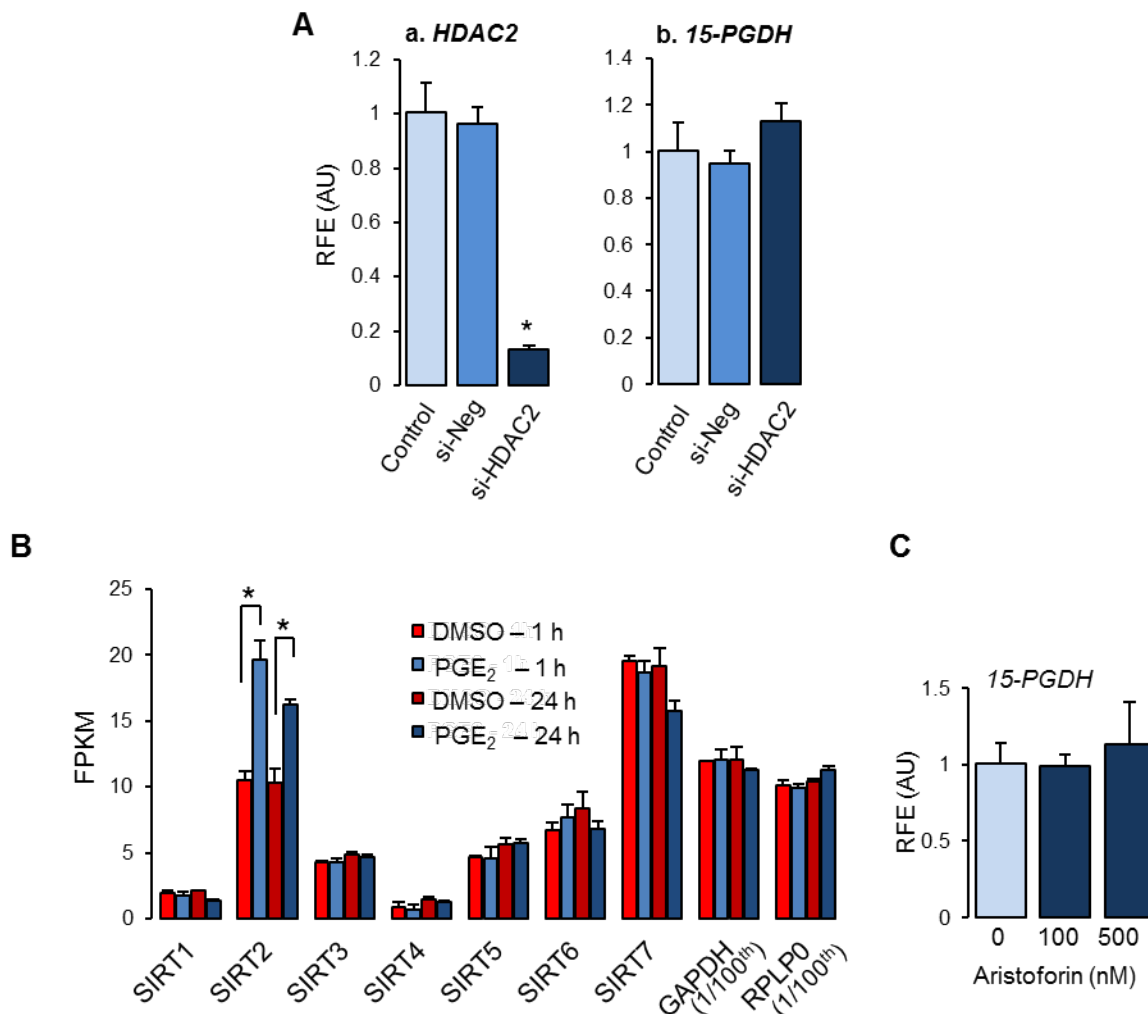 A
a. HDAC2
b. 15-PGDH
RFE (AU)
1.2
1
0.8
0.6
0.4
0.2
0
*
Control
si-Neg
si-HDAC2
1.4
1.2
1
0.8
0.6
0.4
0.2
0
Control
si-Neg
si-HDAC2
B
FPKM
25
20
15
10
5
0
*
*
DMSO – 1 h
PGE2 – 1 h
DMSO – 24 h
PGE2 – 24 h
SIRT1
SIRT2
SIRT3
SIRT4
SIRT5
SIRT6
SIRT7
GAPDH
(1/100th)
RPLP0
(1/100th)
C
15-PGDH
RFE (AU)
1.5
1
0.5
0
0 100 500
Aristoforin (nM)